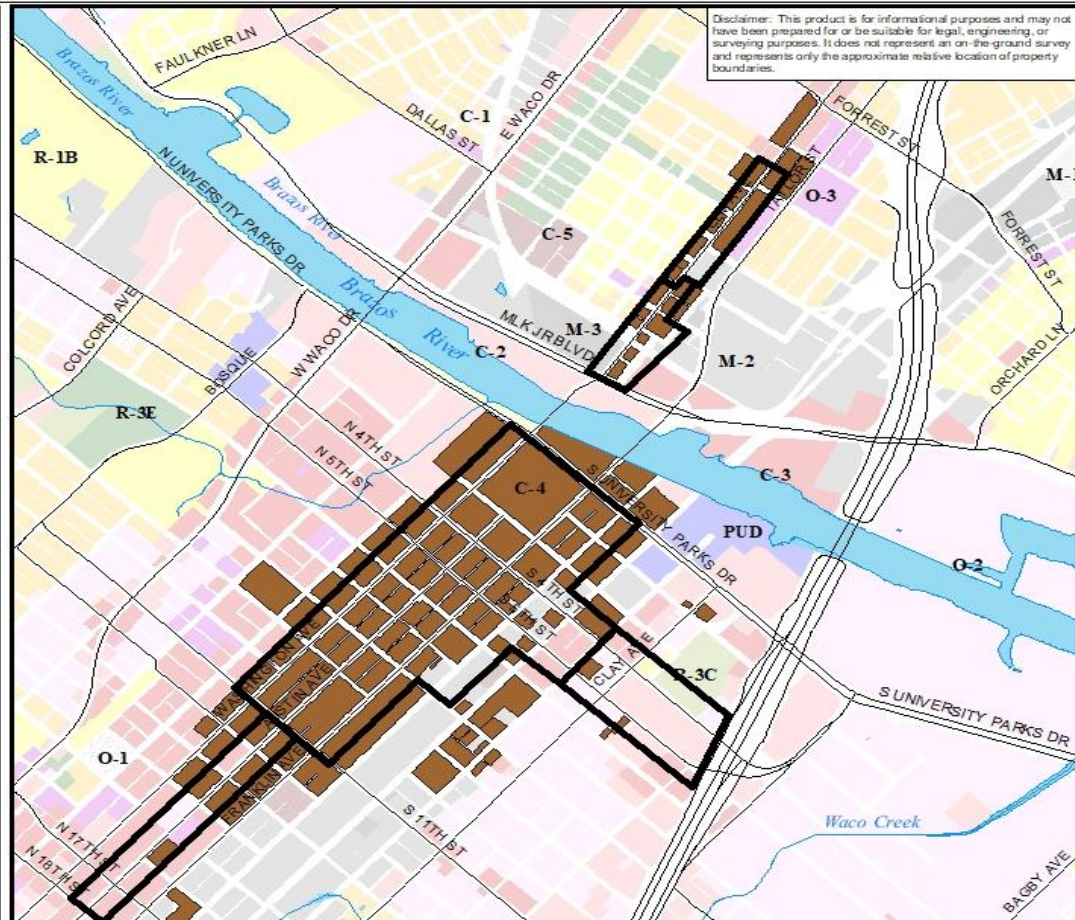 Disclaimer: This product is for informational purposes and may not
have been prepared for or be suitable for legal, engineering, or
surveying purposes. It does not represent an on-the-ground survey
and represents only the approximate relative location of property
boundaries.
FAULKNER LN
Brazos River
DALLAS ST
C-1
E WACO DR
FORREST ST
R-1B
N UNIVERSITY PARKS DR
Brazos River
C-5
TAYLOR ST
O-3
M-1
FORREST ST
COLCORD AVE
BOSQUE
W WACO DR
Brazos
River
C-2
MLK JR BLVD
M-3
M-2
ORCHARD LN
R-3E
N 4TH ST
N 5TH ST
C-4
S UNIVERSITY PARKS DR
C-3
PUD
O-2
S 4TH ST
S 5TH ST
CLAY AVE
R-3C
S UNIVERSITY PARKS DR
WASHINGTON AVE
AUSTIN AVE
FRANKLIN AVE
O-1
S 11TH ST
Waco Creek
N 17TH ST
N 18TH ST
BAGBY AVE